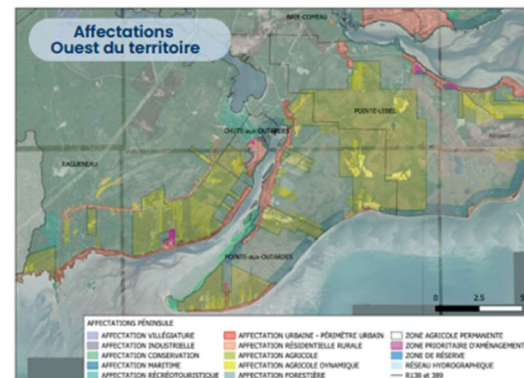 Affectations
Ouest du territoire
BAIE-COMEAU
POINTE-LEBEL
CHUTE-aux-OUTARDES
RAGUENEAU
POINTE-aux-OUTARDES
0 2.5
AFFECTATIONS PÉNINSULE
AFFECTATION VILLÉGIATURE
AFFECTATION INDUSTRIELLE
AFFECTATION CONSERVATION
AFFECTATION MARITIME
AFFECTATION RÉCRÉOTOURISTIQUE
AFFECTATION URBAINE - PÉRIMÈTRE URBAIN
AFFECTATION RÉSIDENTIELLE RURALE
AFFECTATION AGRICOLE
AFFECTATION AGRICOLE DYNAMIQUE
AFFECTATION FORESTIÈRE
ZONE AGRICOLE PERMANENTE
ZONE PRIORITAIRE D'AMÉNAGEMENT
ZONE DE RÉSERVE
RÉSEAU HYDROGRAPHIQUE
R138 et 389